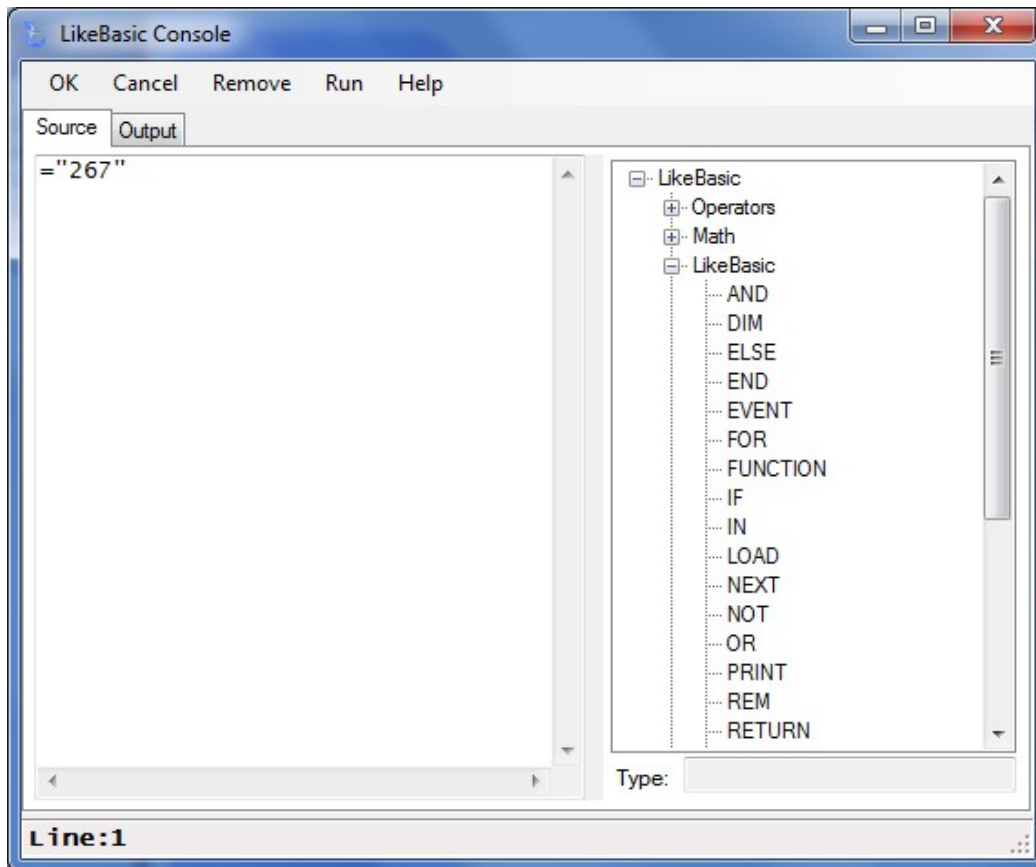 LikeBasic Console
OK Cancel Remove Run Help
Source Output
="267"
LikeBasic
Operators
Math
LikeBasic
AND
DIM
ELSE
END
EVENT
FOR
FUNCTION
IF
IN
LOAD
NEXT
NOT
OR
PRINT
REM
RETURN
Type:
Line:1